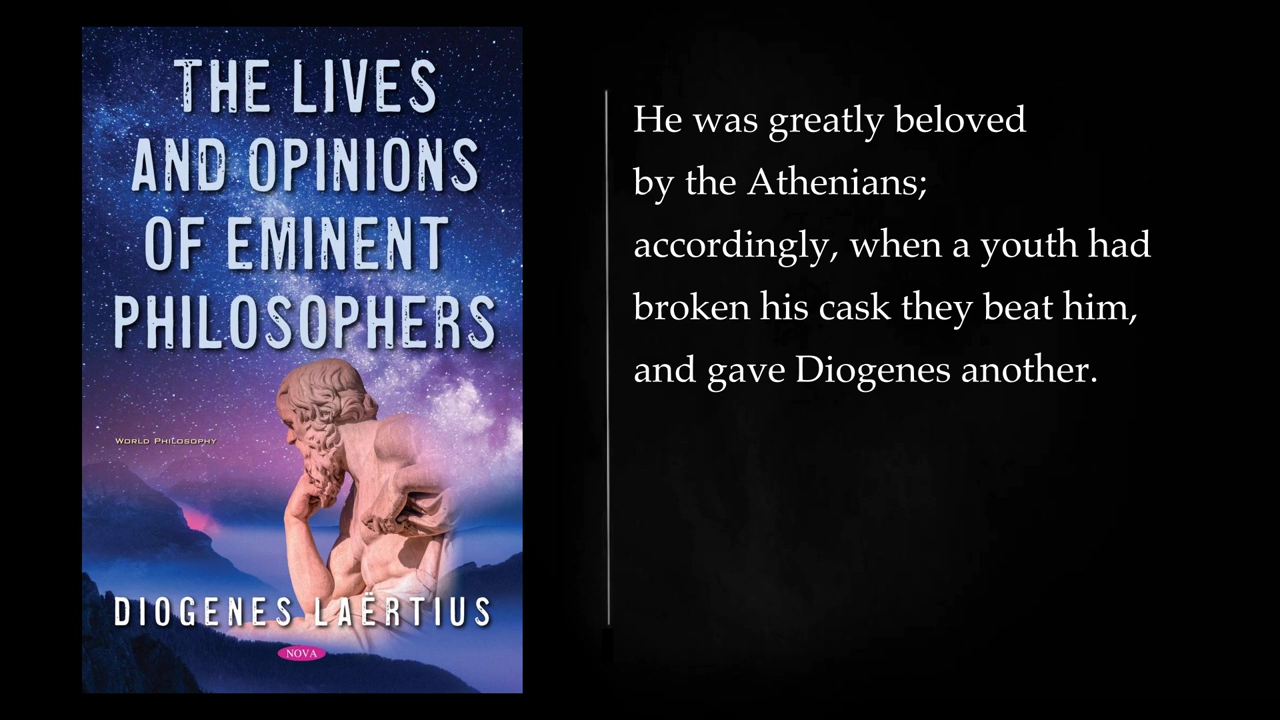 THE LIVES
AND OPINIONS
OF EMINENT
PHILOSOPHERS
WORLD PHILOSOPHY
DIOGENES LAËRTIUS
NOVA
He was greatly beloved
by the Athenians;
accordingly, when a youth had
broken his cask they beat him,
and gave Diogenes another.